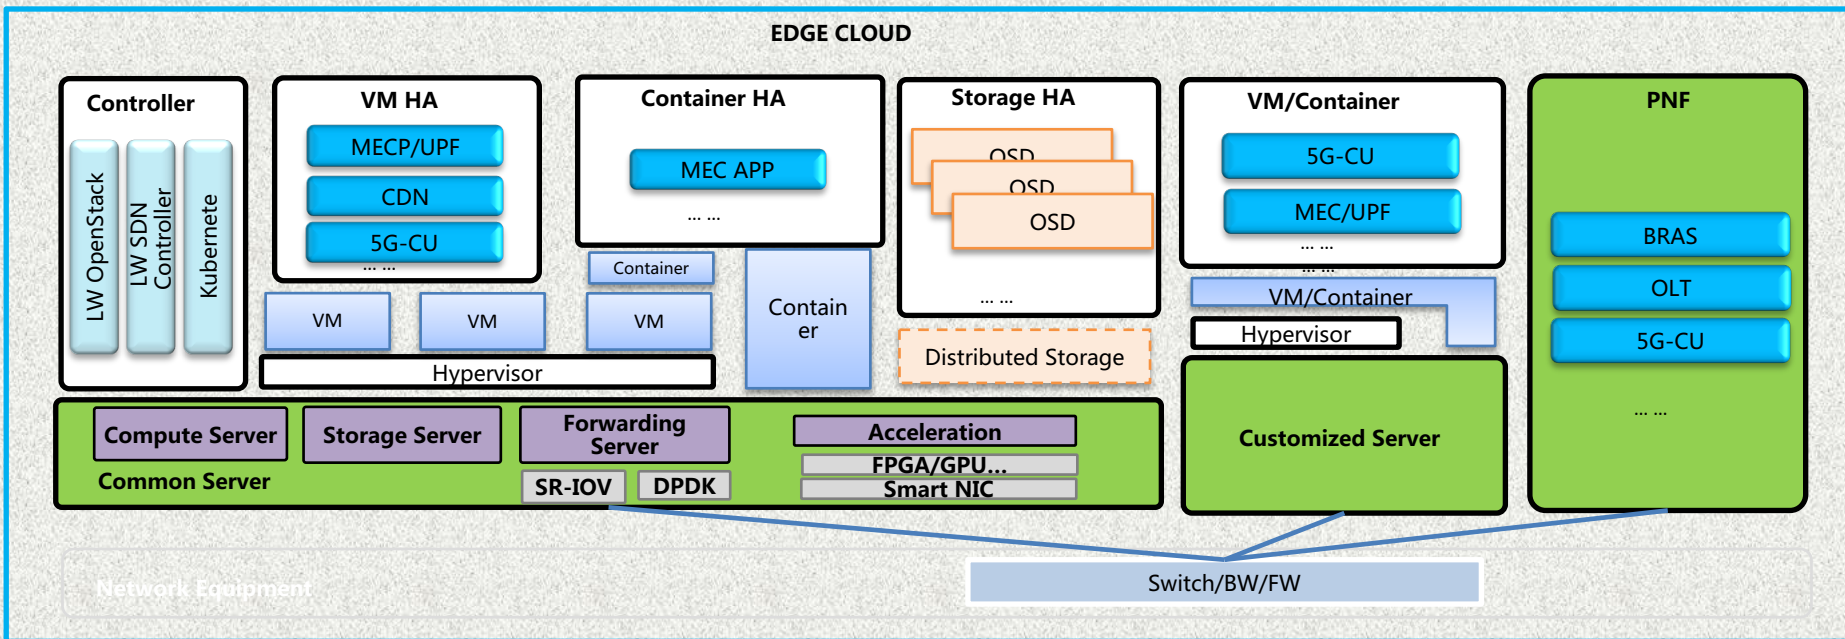 EDGE CLOUD
Controller
LW OpenStack
LW SDN
Controller
Kubernete
VM HA
MECP/UPF
CDN
5G-CU
... ...
Container HA
MEC APP
... ...
Storage HA
OSD
OSD
OSD
... ...
VM/Container
5G-CU
MEC/UPF
... ...
... ...
PNF
BRAS
OLT
5G-CU
... ...
VM
VM
Container
VM
Contain
er
Hypervisor
Distributed Storage
VM/Container
Hypervisor
Compute Server
Storage Server
Forwarding
Server
Acceleration
FPGA/GPU...
Smart NIC
SR-IOV
DPDK
Common Server
Customized Server
Network Equipment
Switch/BW/FW